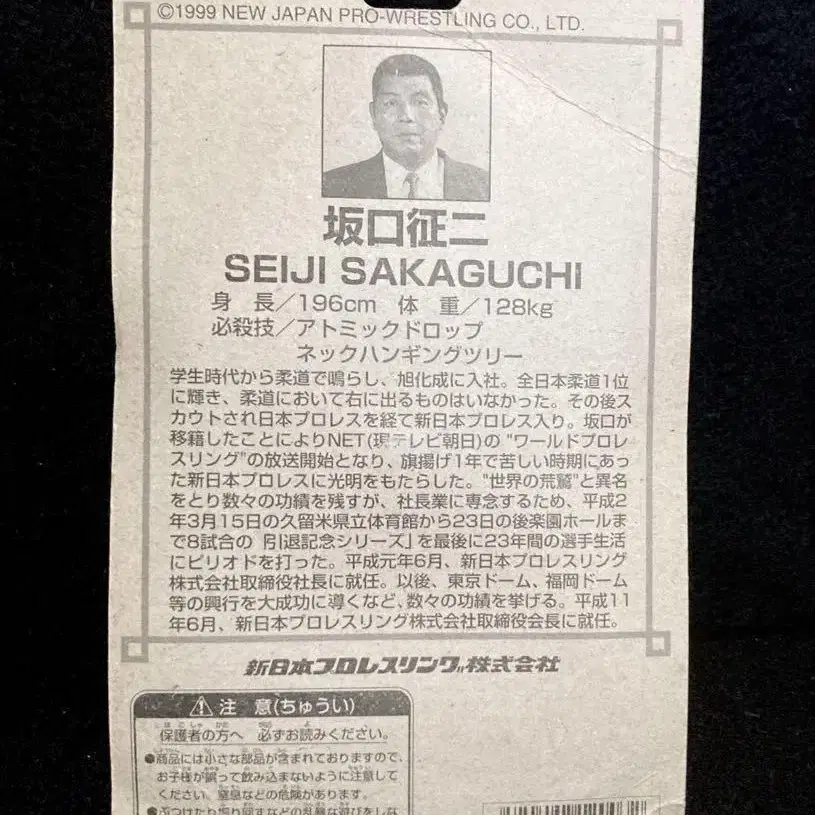 ©1999 NEW JAPAN PRO-WRESTLING CO., LTD.
坂口征二
SEIJI SAKAGUCHI
身 長／196cm 体 重／128kg
必殺技／アトミックドロップ
ネックハンギングツリー
学生時代から柔道で鳴らし、旭化成に入社。全日本柔道1位
に輝き、柔道において右に出るものはいなかった。その後ス
カウトされ日本プロレスを経て新日本プロレス入り。坂口が
移籍したことによりNET(現テレビ朝日)の "ワールドプロレ
スリング"の放送開始となり、旗揚げ1年で苦しい時期にあっ
た新日本プロレスに光明をもたらした。"世界の荒鷲"と異名
をとり数々の功績を残すが、社長業に専念するため、平成2
年3月15日の久留米県立体育館から23日の後楽園ホールま
で8試合の「引退記念シリーズ」を最後に23年間の選手生活
にピリオドを打った。平成元年6月、新日本プロレスリング
株式会社取締役社長に就任。以後、東京ドーム、福岡ドーム
等の興行を大成功に導くなど、数々の功績を挙げる。平成11
年6月、新日本プロレスリング株式会社取締役会長に就任。
新日本プロレスリング株式会社
注 意(ちゅうい)
保護者の方へ 必ずお読みください。
●商品には小さな部品が含まれておりますので、
お子様が誤って飲み込まないように注意して
ください。窒息などの危険があります。
●ぶつけたり振り回すなどの乱暴な遊びをしな